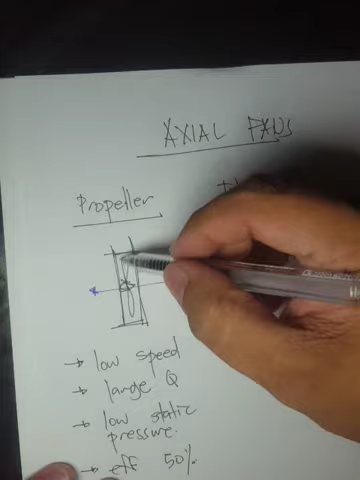 AXIAL FANS
Propeller
→ low speed
→ large Q
→ low static
pressure.
→ eff 50%